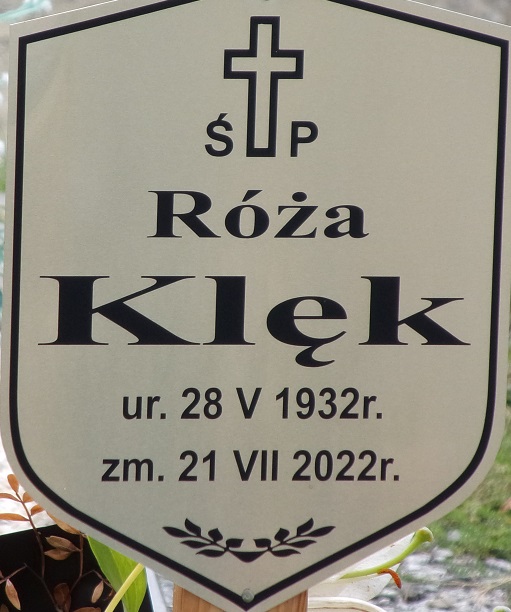 Ś P
Róża
Klęk
ur. 28 V 1932r.
zm. 21 VII 2022r.